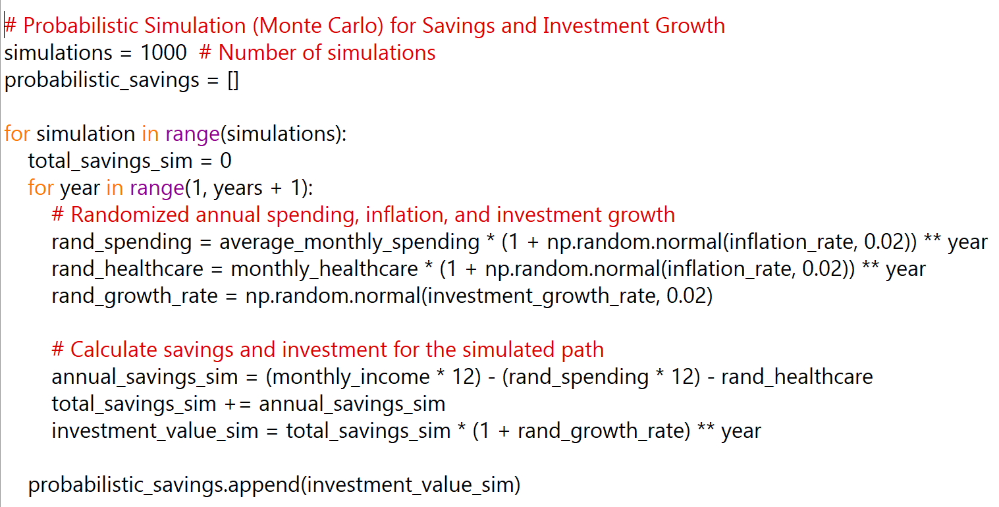 # Probabilistic Simulation (Monte Carlo) for Savings and Investment Growth
simulations = 1000  # Number of simulations
probabilistic_savings = []

for simulation in range(simulations):
    total_savings_sim = 0
    for year in range(1, years + 1):
        # Randomized annual spending, inflation, and investment growth
        rand_spending = average_monthly_spending * (1 + np.random.normal(inflation_rate, 0.02)) ** year
        rand_healthcare = monthly_healthcare * (1 + np.random.normal(inflation_rate, 0.02)) ** year
        rand_growth_rate = np.random.normal(investment_growth_rate, 0.02)

        # Calculate savings and investment for the simulated path
        annual_savings_sim = (monthly_income * 12) - (rand_spending * 12) - rand_healthcare
        total_savings_sim += annual_savings_sim
        investment_value_sim = total_savings_sim * (1 + rand_growth_rate) ** year

    probabilistic_savings.append(investment_value_sim)